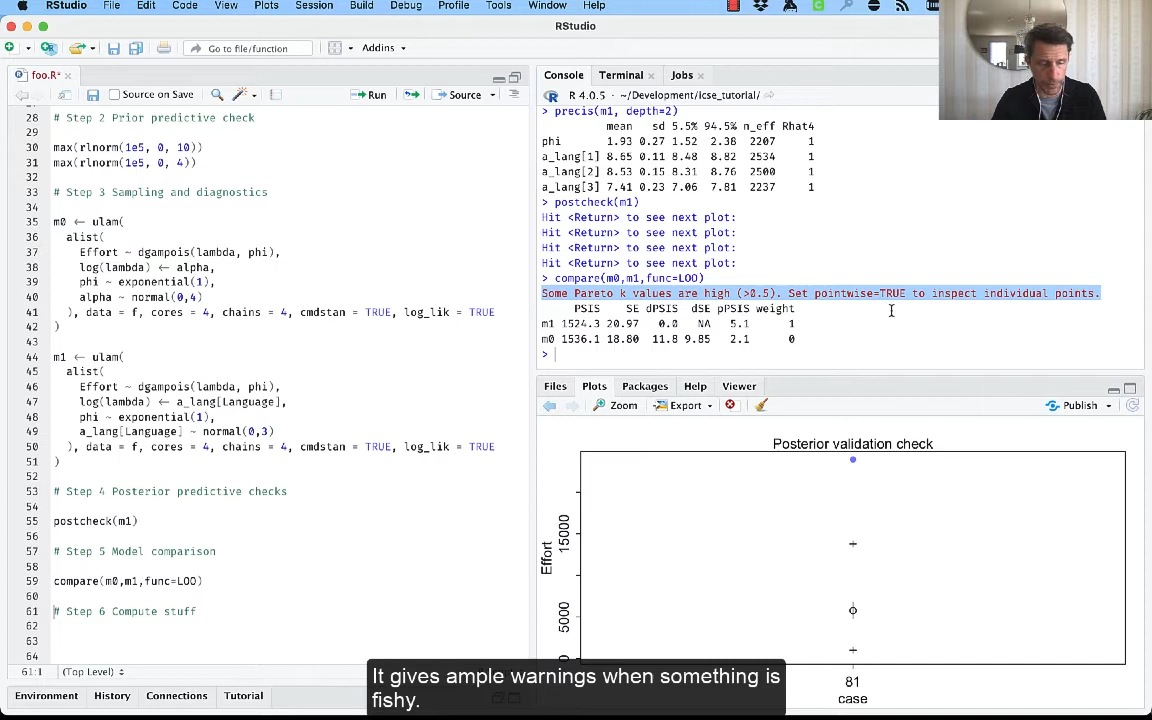 RStudio File Edit Code View Plots Session Build Debug Profile Tools Window Help
RStudio
Go to file/function Addins
foo.R*
Source on Save Run Source
28 # Step 2 Prior predictive check
29
30 max(rlnorm(1e5, 0, 10))
31 max(rlnorm(1e5, 0, 4))
32
33 # Step 3 Sampling and diagnostics
34
35 m0 ← ulam(
36 alist(
37 Effort ~ dgampois(lambda, phi),
38 log(lambda) ← alpha,
39 phi ~ exponential(1),
40 alpha ~ normal(0,4)
41 ), data = f, cores = 4, chains = 4, cmdstan = TRUE, log_lik = TRUE
42 )
43
44 m1 ← ulam(
45 alist(
46 Effort ~ dgampois(lambda, phi),
47 log(lambda) ← a_lang[Language],
48 phi ~ exponential(1),
49 a_lang[Language] ~ normal(0,3)
50 ), data = f, cores = 4, chains = 4, cmdstan = TRUE, log_lik = TRUE
51 )
52
53 # Step 4 Posterior predictive checks
54
55 postcheck(m1)
56
57 # Step 5 Model comparison
58
59 compare(m0,m1,func=LOO)
60
61 # Step 6 Compute stuff
62
63
64
61:1 (Top Level)
Environment History Connections Tutorial
Console Terminal Jobs
R 4.0.5 · ~/Development/icse_tutorial/
> precis(m1, depth=2)
mean sd 5.5% 94.5% n_eff Rhat4
phi 1.93 0.27 1.52 2.38 2207 1
a_lang[1] 8.65 0.11 8.48 8.82 2534 1
a_lang[2] 8.53 0.15 8.31 8.76 2500 1
a_lang[3] 7.41 0.23 7.06 7.81 2237 1
> postcheck(m1)
Hit <Return> to see next plot:
Hit <Return> to see next plot:
Hit <Return> to see next plot:
Hit <Return> to see next plot:
> compare(m0,m1,func=LOO)
Some Pareto k values are high (>0.5). Set pointwise=TRUE to inspect individual points.
PSIS SE dPSIS dSE pPSIS weight
m1 1524.3 20.97 0.0 NA 5.1 1
m0 1536.1 18.80 11.8 9.85 2.1 0
>
Files Plots Packages Help Viewer
Zoom Export Publish
Posterior validation check
Effort
15000
5000
0
81
case
It gives ample warnings when something is
fishy.